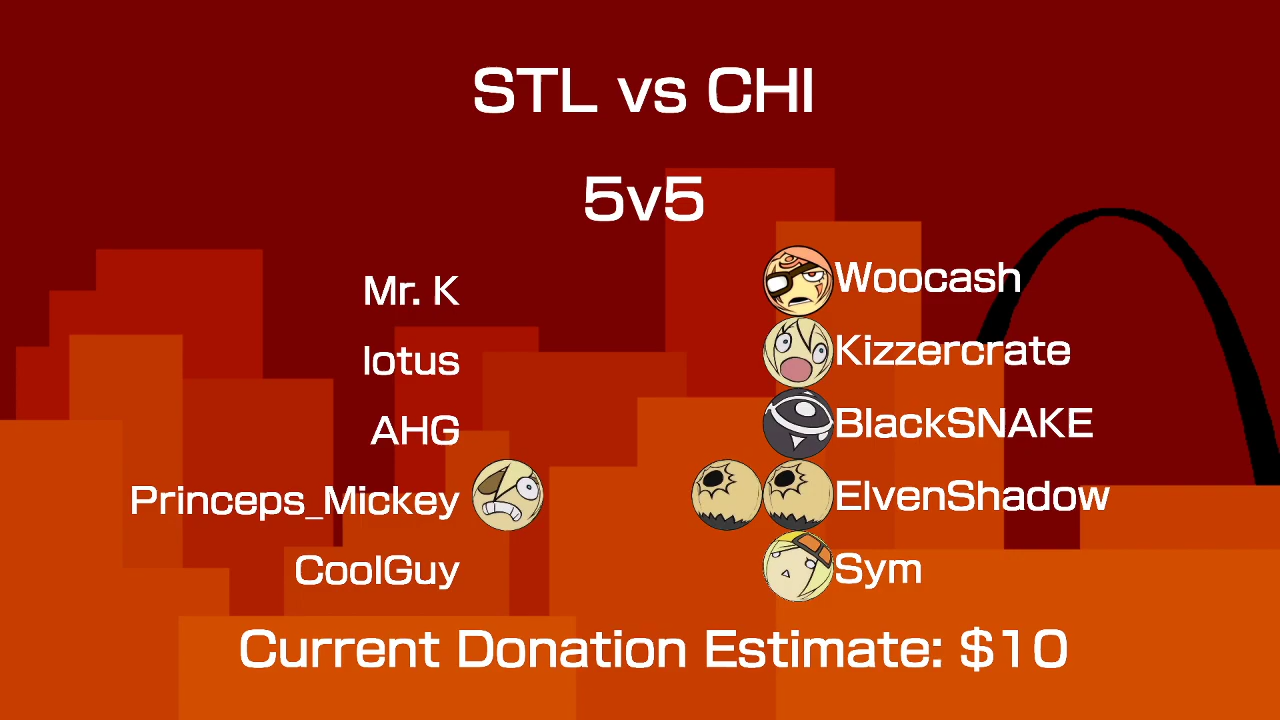 STL vs CHI
5v5
Mr. K
lotus
AHG
Princeps_Mickey
CoolGuy
Woocash
Kizzercrate
BlackSNAKE
ElvenShadow
Sym
Current Donation Estimate: $10